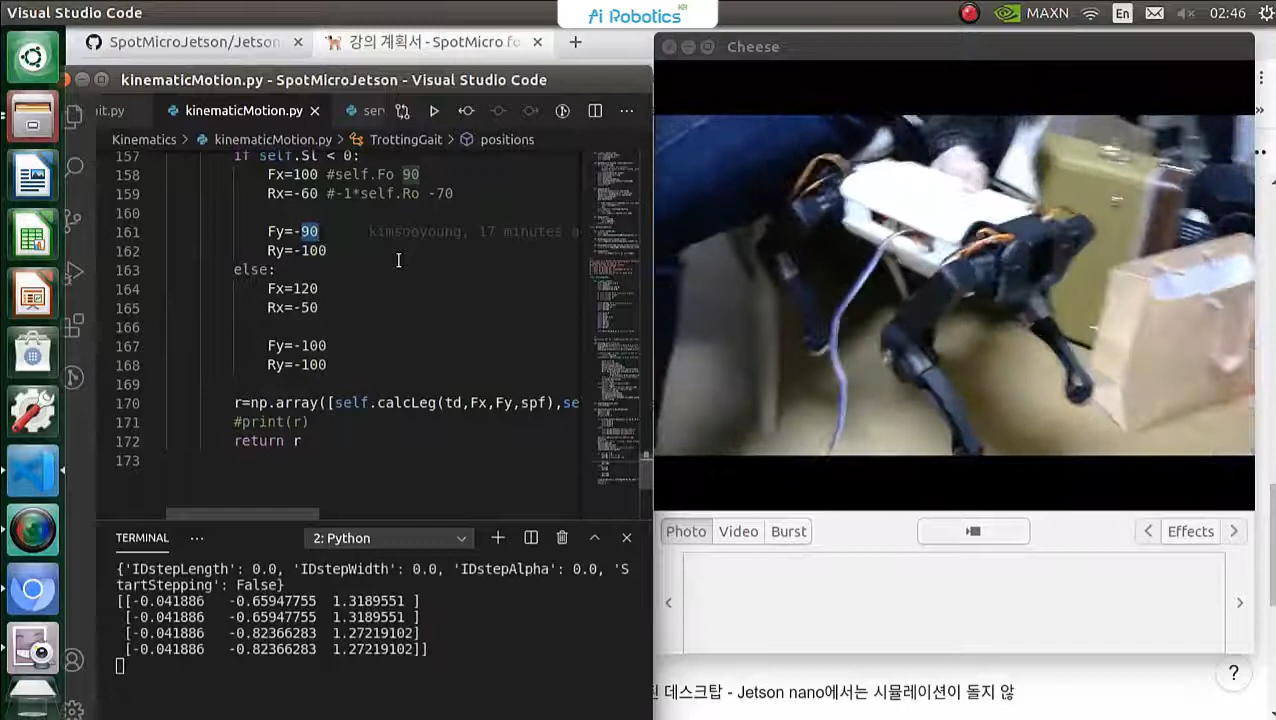 Visual Studio Code
Ai Robotics KR
MAXN
En
02:46
SpotMicroJetson/Jetson
강의 계획서 - SpotMicro fo
kinematicMotion.py - SpotMicroJetson - Visual Studio Code
Cheese
it.py
kinematicMotion.py
ser
Kinematics > kinematicMotion.py > TrottingGait > positions
157 if self.Sl < 0:
158 Fx=100 #self.Fo 90
159 Rx=-60 #-1*self.Ro -70
160
161 Fy=-90 kimsooyoung, 17 minutes a
162 Ry=-100
163 else:
164 Fx=120
165 Rx=-50
166
167 Fy=-100
168 Ry=-100
169
170 r=np.array([self.calcLeg(td,Fx,Fy,spf),se
171 #print(r)
172 return r
173
TERMINAL
2: Python
{'IDstepLength': 0.0, 'IDstepWidth': 0.0, 'IDstepAlpha': 0.0, 'S
tartStepping': False}
[[-0.041886 -0.65947755 1.3189551 ]
[-0.041886 -0.65947755 1.3189551 ]
[-0.041886 -0.82366283 1.27219102]
[-0.041886 -0.82366283 1.27219102]]
Photo
Video
Burst
Effects
?
데스크탑 - Jetson nano에서는 시뮬레이션이 돌지 않